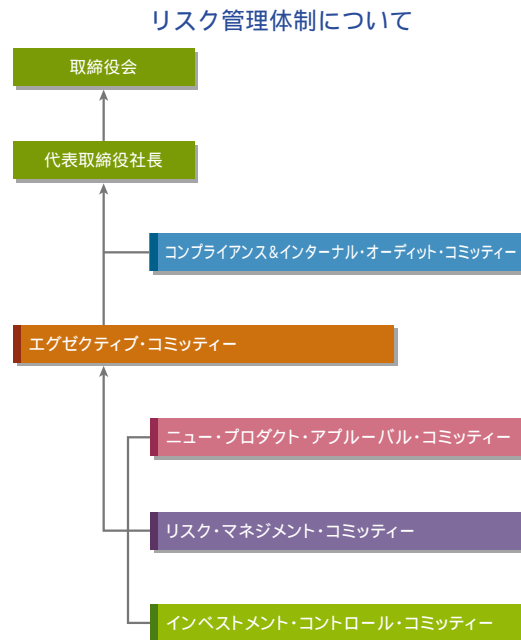 リスク管理体制について
取締役会
代表取締役社長
コンプライアンス&インターナル・オーディット・コミッティー
エグゼクティブ・コミッティー
ニュー・プロダクト・アプルーバル・コミッティー
リスク・マネジメント・コミッティー
インベストメント・コントロール・コミッティー